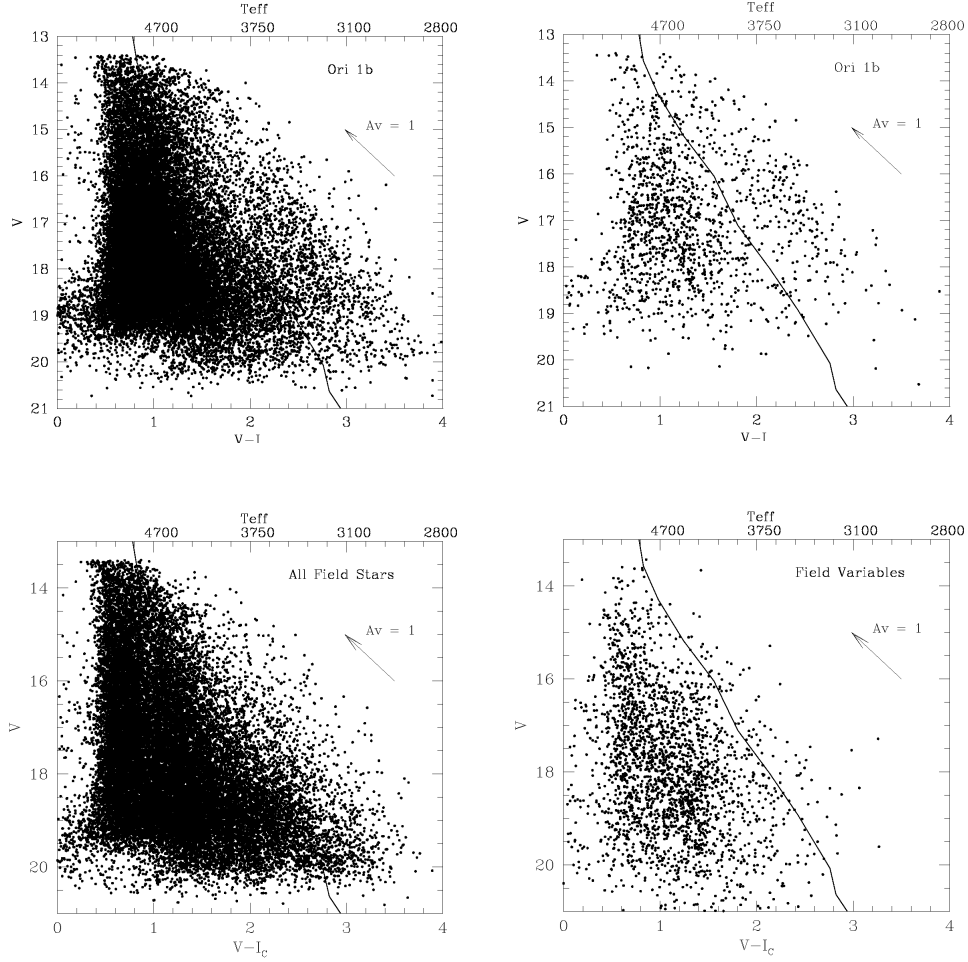 Teff
4700 3750 3100 2800
13
14
15
16
17
18
19
20
21
V
Ori 1b
Av = 1
0 1 2 3 4
V-I
Teff
4700 3750 3100 2800
13
14
15
16
17
18
19
20
21
V
Ori 1b
Av = 1
0 1 2 3 4
V-I
Teff
4700 3750 3100 2800
14
16
18
20
V
All Field Stars
Av = 1
0 1 2 3 4
V-I_C
Teff
4700 3750 3100 2800
14
16
18
20
V
Field Variables
Av = 1
0 1 2 3 4
V-I_C